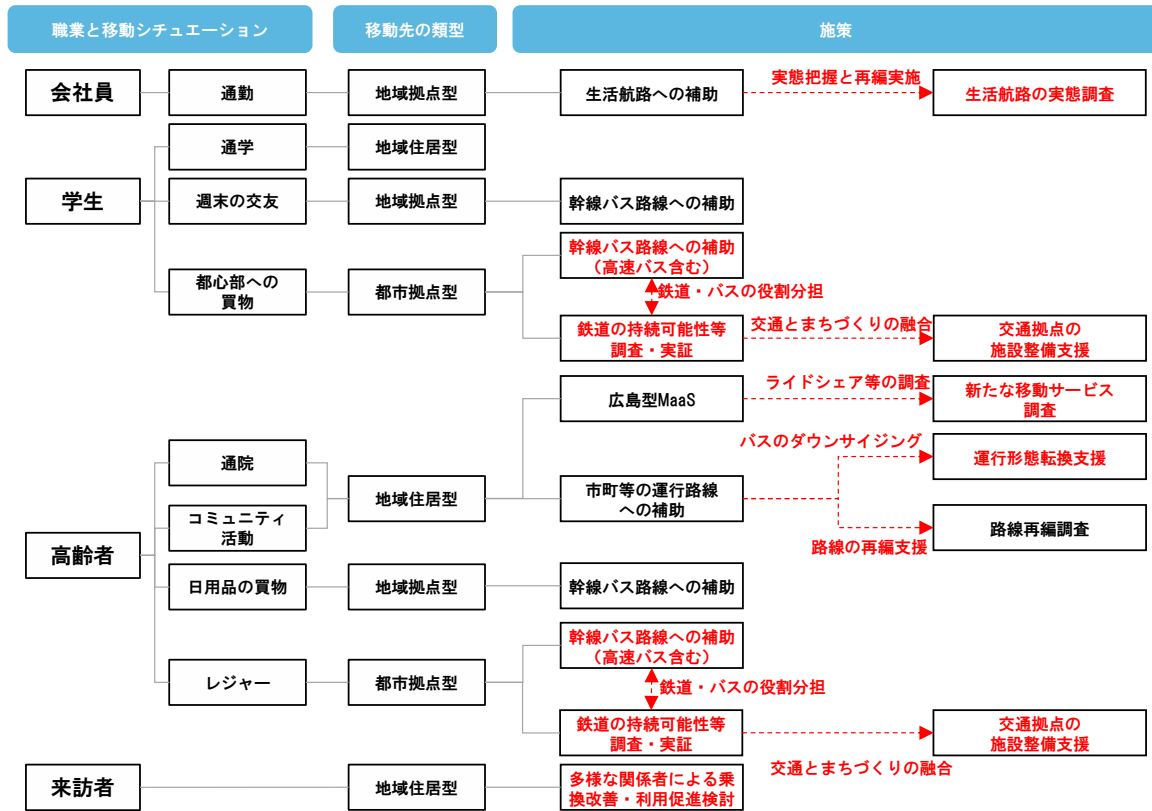 職業と移動シチュエーション
移動先の類型
施策
会社員
通勤
地域拠点型
生活航路への補助
実態把握と再編実施
生活航路の実態調査
学生
通学
地域住居型
週末の交友
地域拠点型
幹線バス路線への補助
都心部への
買物
都市拠点型
幹線バス路線への補助
（高速バス含む）
鉄道・バスの役割分担
鉄道の持続可能性等
調査・実証
交通とまちづくりの融合
交通拠点の
施設整備支援
高齢者
通院
コミュニティ
活動
地域住居型
広島型MaaS
ライドシェア等の調査
新たな移動サービス
調査
市町等の運行路線
への補助
バスのダウンサイジング
運行形態転換支援
路線の再編支援
路線再編調査
日用品の買物
地域拠点型
幹線バス路線への補助
レジャー
都市拠点型
幹線バス路線への補助
（高速バス含む）
鉄道・バスの役割分担
鉄道の持続可能性等
調査・実証
交通とまちづくりの融合
交通拠点の
施設整備支援
来訪者
地域住居型
多様な関係者による乗
換改善・利用促進検討